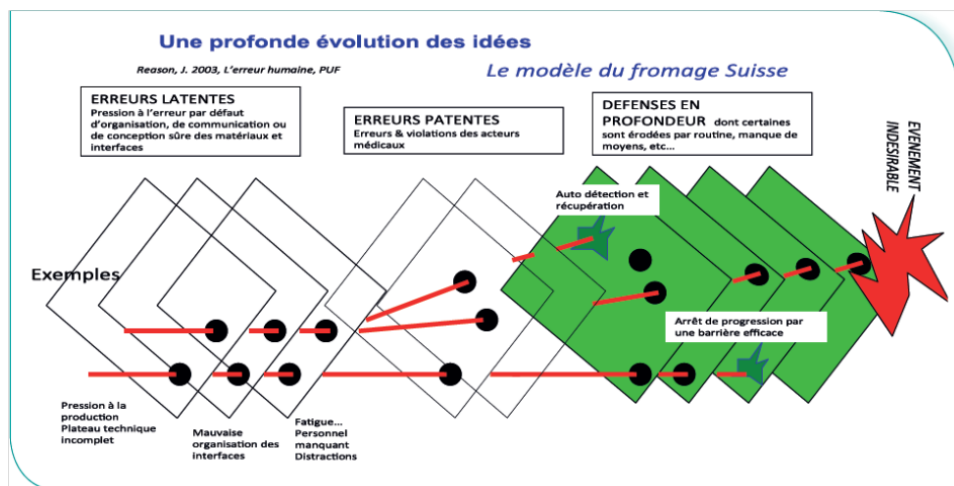 Une profonde évolution des idées
Reason, J. 2003, L'erreur humaine, PUF
Le modèle du fromage Suisse
ERREURS LATENTES
Pression à l'erreur par défaut
d'organisation, de communication ou
de conception sûre des matériaux et
interfaces
ERREURS PATENTES
Erreurs & violations des acteurs
médicaux
DEFENSES EN
PROFONDEUR dont certaines
sont érodées par routine, manque de
moyens, etc...
EVENEMENT
INDESIRABLE
Auto détection et
récupération
Exemples
Arrêt de progression par
une barrière efficace
Pression à la
production
Plateau technique
incomplet
Mauvaise
organisation des
interfaces
Fatigue...
Personnel
manquant
Distractions